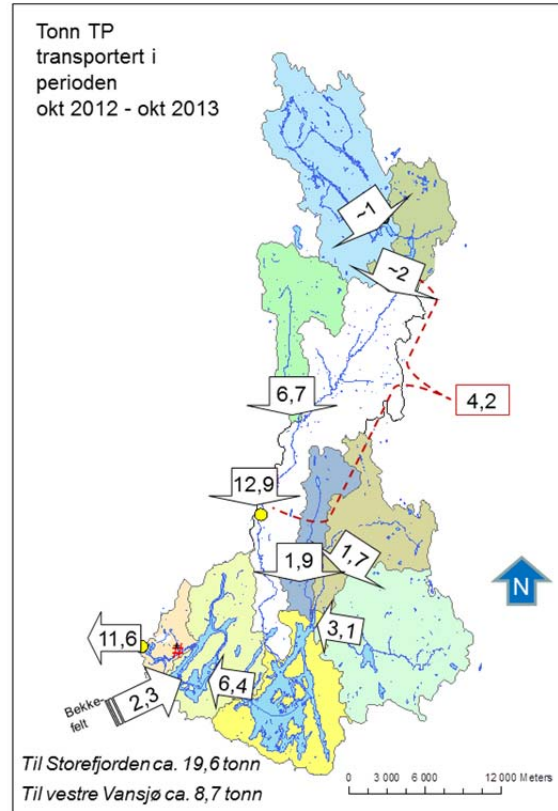 Tonn TP
transportert i
perioden
okt 2012 - okt 2013
~1
~2
6,7
4,2
12,9
1,9
1,7
3,1
N
11,6
6,4
2,3
Bekke-
felt
Til Storefjorden ca. 19,6 tonn
Til vestre Vansjø ca. 8,7 tonn
0 3 000 6 000 12 000 Meters